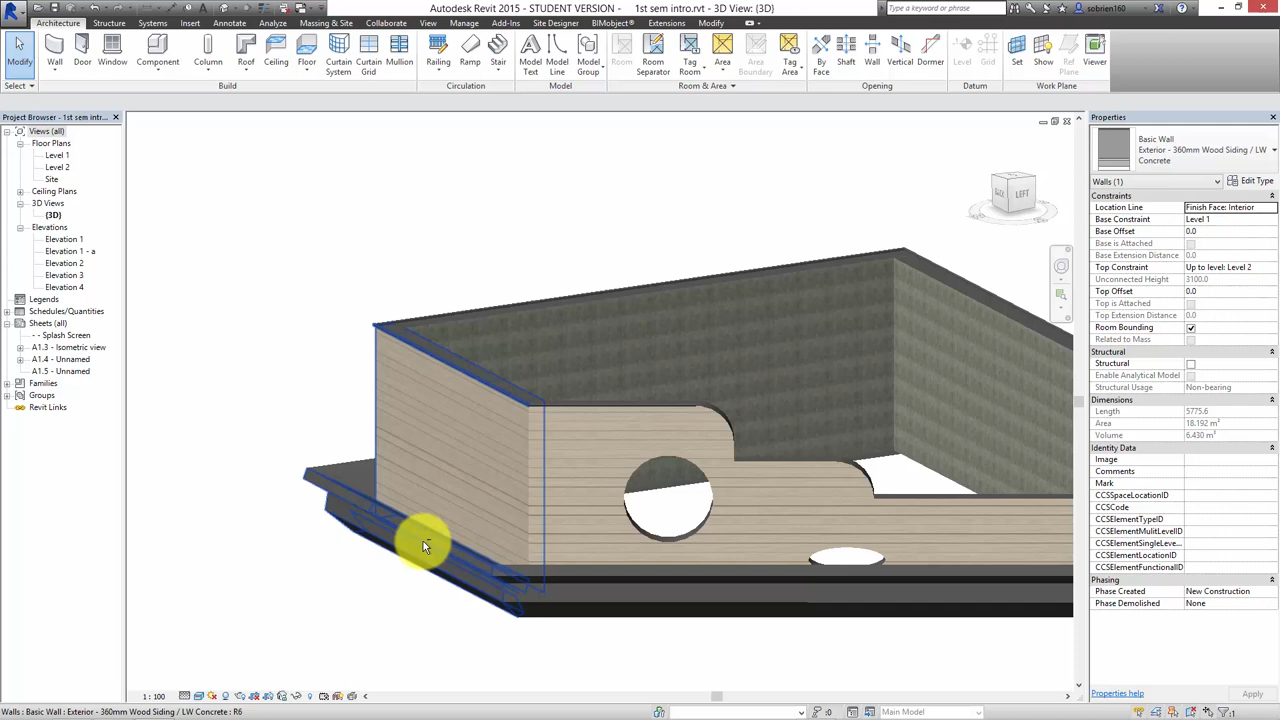 Autodesk Revit 2015 - STUDENT VERSION - 1st sem intro.rvt - 3D View: {3D}
Type a keyword or phrase
sobrien160
Architecture Structure Systems Insert Annotate Analyze Massing & Site Collaborate View Manage Add-Ins Site Designer BIMobject® Extensions Modify
Modify Wall Door Window Component Column Roof Ceiling Floor Curtain System Curtain Grid Mullion Railing Ramp Stair Model Text Model Line Model Group Room Room Separator Tag Room Area Area Boundary Tag Area By Face Shaft Wall Vertical Dormer Level Grid Set Show Ref Plane Viewer
Select Build Circulation Model Room & Area Opening Datum Work Plane
Project Browser - 1st sem intr...
Views (all)
Floor Plans
Level 1
Level 2
Site
Ceiling Plans
3D Views
{3D}
Elevations
Elevation 1
Elevation 1 - a
Elevation 2
Elevation 3
Elevation 4
Legends
Schedules/Quantities
Sheets (all)
- - Splash Screen
A1.3 - Isometric view
A1.4 - Unnamed
A1.5 - Unnamed
Families
Groups
Revit Links
LEFT
BACK
Properties
Basic Wall
Exterior - 360mm Wood Siding / LW
Concrete
Walls (1) Edit Type
Constraints
Location Line Finish Face: Interior
Base Constraint Level 1
Base Offset 0.0
Base is Attached
Base Extension Distance 0.0
Top Constraint Up to level: Level 2
Unconnected Height 3100.0
Top Offset 0.0
Top is Attached
Top Extension Distance 0.0
Room Bounding
Related to Mass
Structural
Structural
Enable Analytical Model
Structural Usage Non-bearing
Dimensions
Length 5775.6
Area 18.192 m²
Volume 6.430 m³
Identity Data
Image
Comments
Mark
CCSSpaceLocationID
CCSCode
CCSElementTypeID
CCSElementMulitLevelID
CCSElementSingleLeve...
CCSElementLocationID
CCSElementFunctionalID
Phasing
Phase Created New Construction
Phase Demolished None
Properties help Apply
1 : 100
Walls : Basic Wall : Exterior - 360mm Wood Siding / LW Concrete : R6
:0 Main Model :1